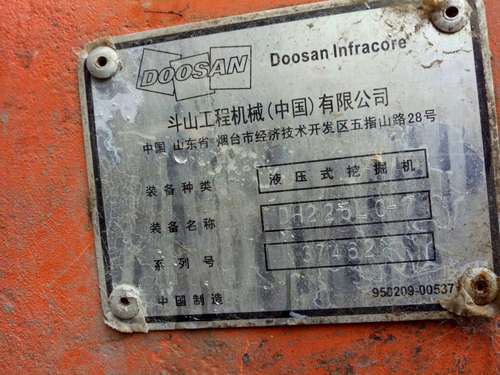 DOOSAN Doosan Infracore
斗山工程机械(中国)有限公司
中国 山东省 烟台市经济技术开发区五指山路28号
装备种类 液压式挖掘机
装备名称 DH225LC-7
系列号
中国制造 950209-00537